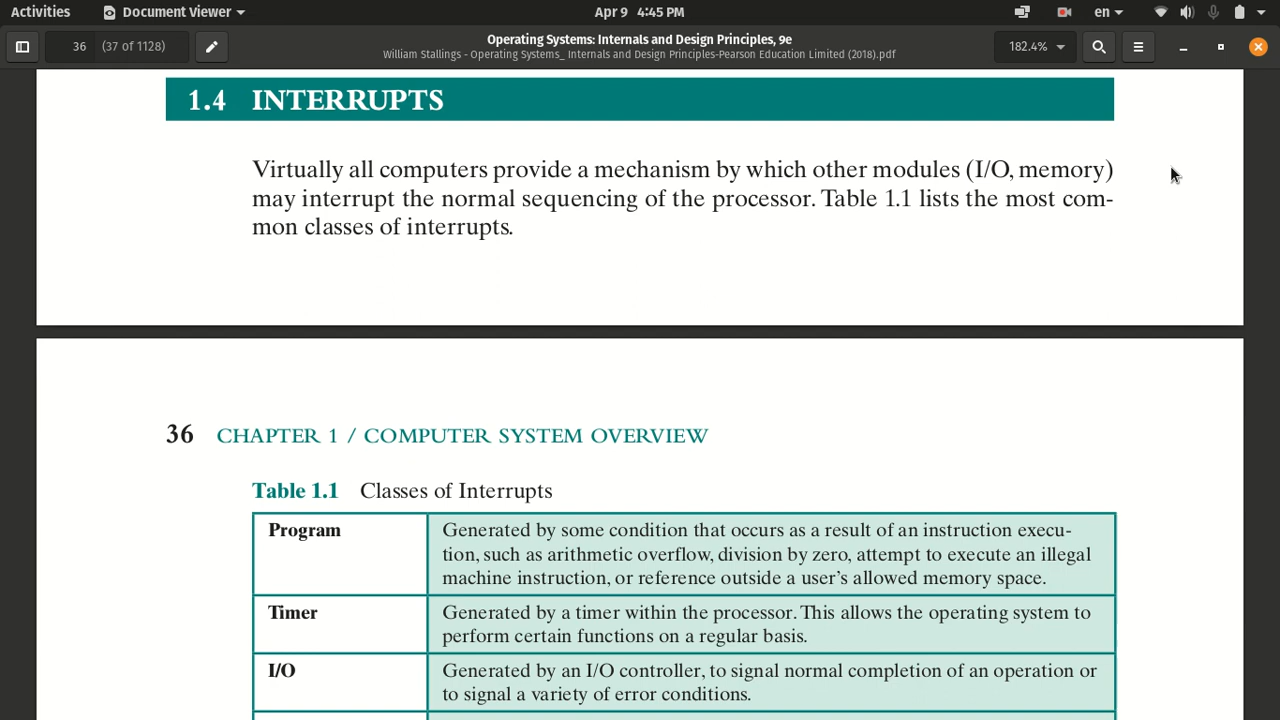 Activities
Document Viewer
Apr 9 4:45 PM
en
36
(37 of 1128)
Operating Systems: Internals and Design Principles, 9e
William Stallings - Operating Systems_ Internals and Design Principles-Pearson Education Limited (2018).pdf
182.4%
1.4 INTERRUPTS
Virtually all computers provide a mechanism by which other modules (I/O, memory)
may interrupt the normal sequencing of the processor. Table 1.1 lists the most com-
mon classes of interrupts.
36 CHAPTER 1 / COMPUTER SYSTEM OVERVIEW
Table 1.1 Classes of Interrupts
Program
Generated by some condition that occurs as a result of an instruction execu-
tion, such as arithmetic overflow, division by zero, attempt to execute an illegal
machine instruction, or reference outside a user's allowed memory space.
Timer
Generated by a timer within the processor. This allows the operating system to
perform certain functions on a regular basis.
I/O
Generated by an I/O controller, to signal normal completion of an operation or
to signal a variety of error conditions.